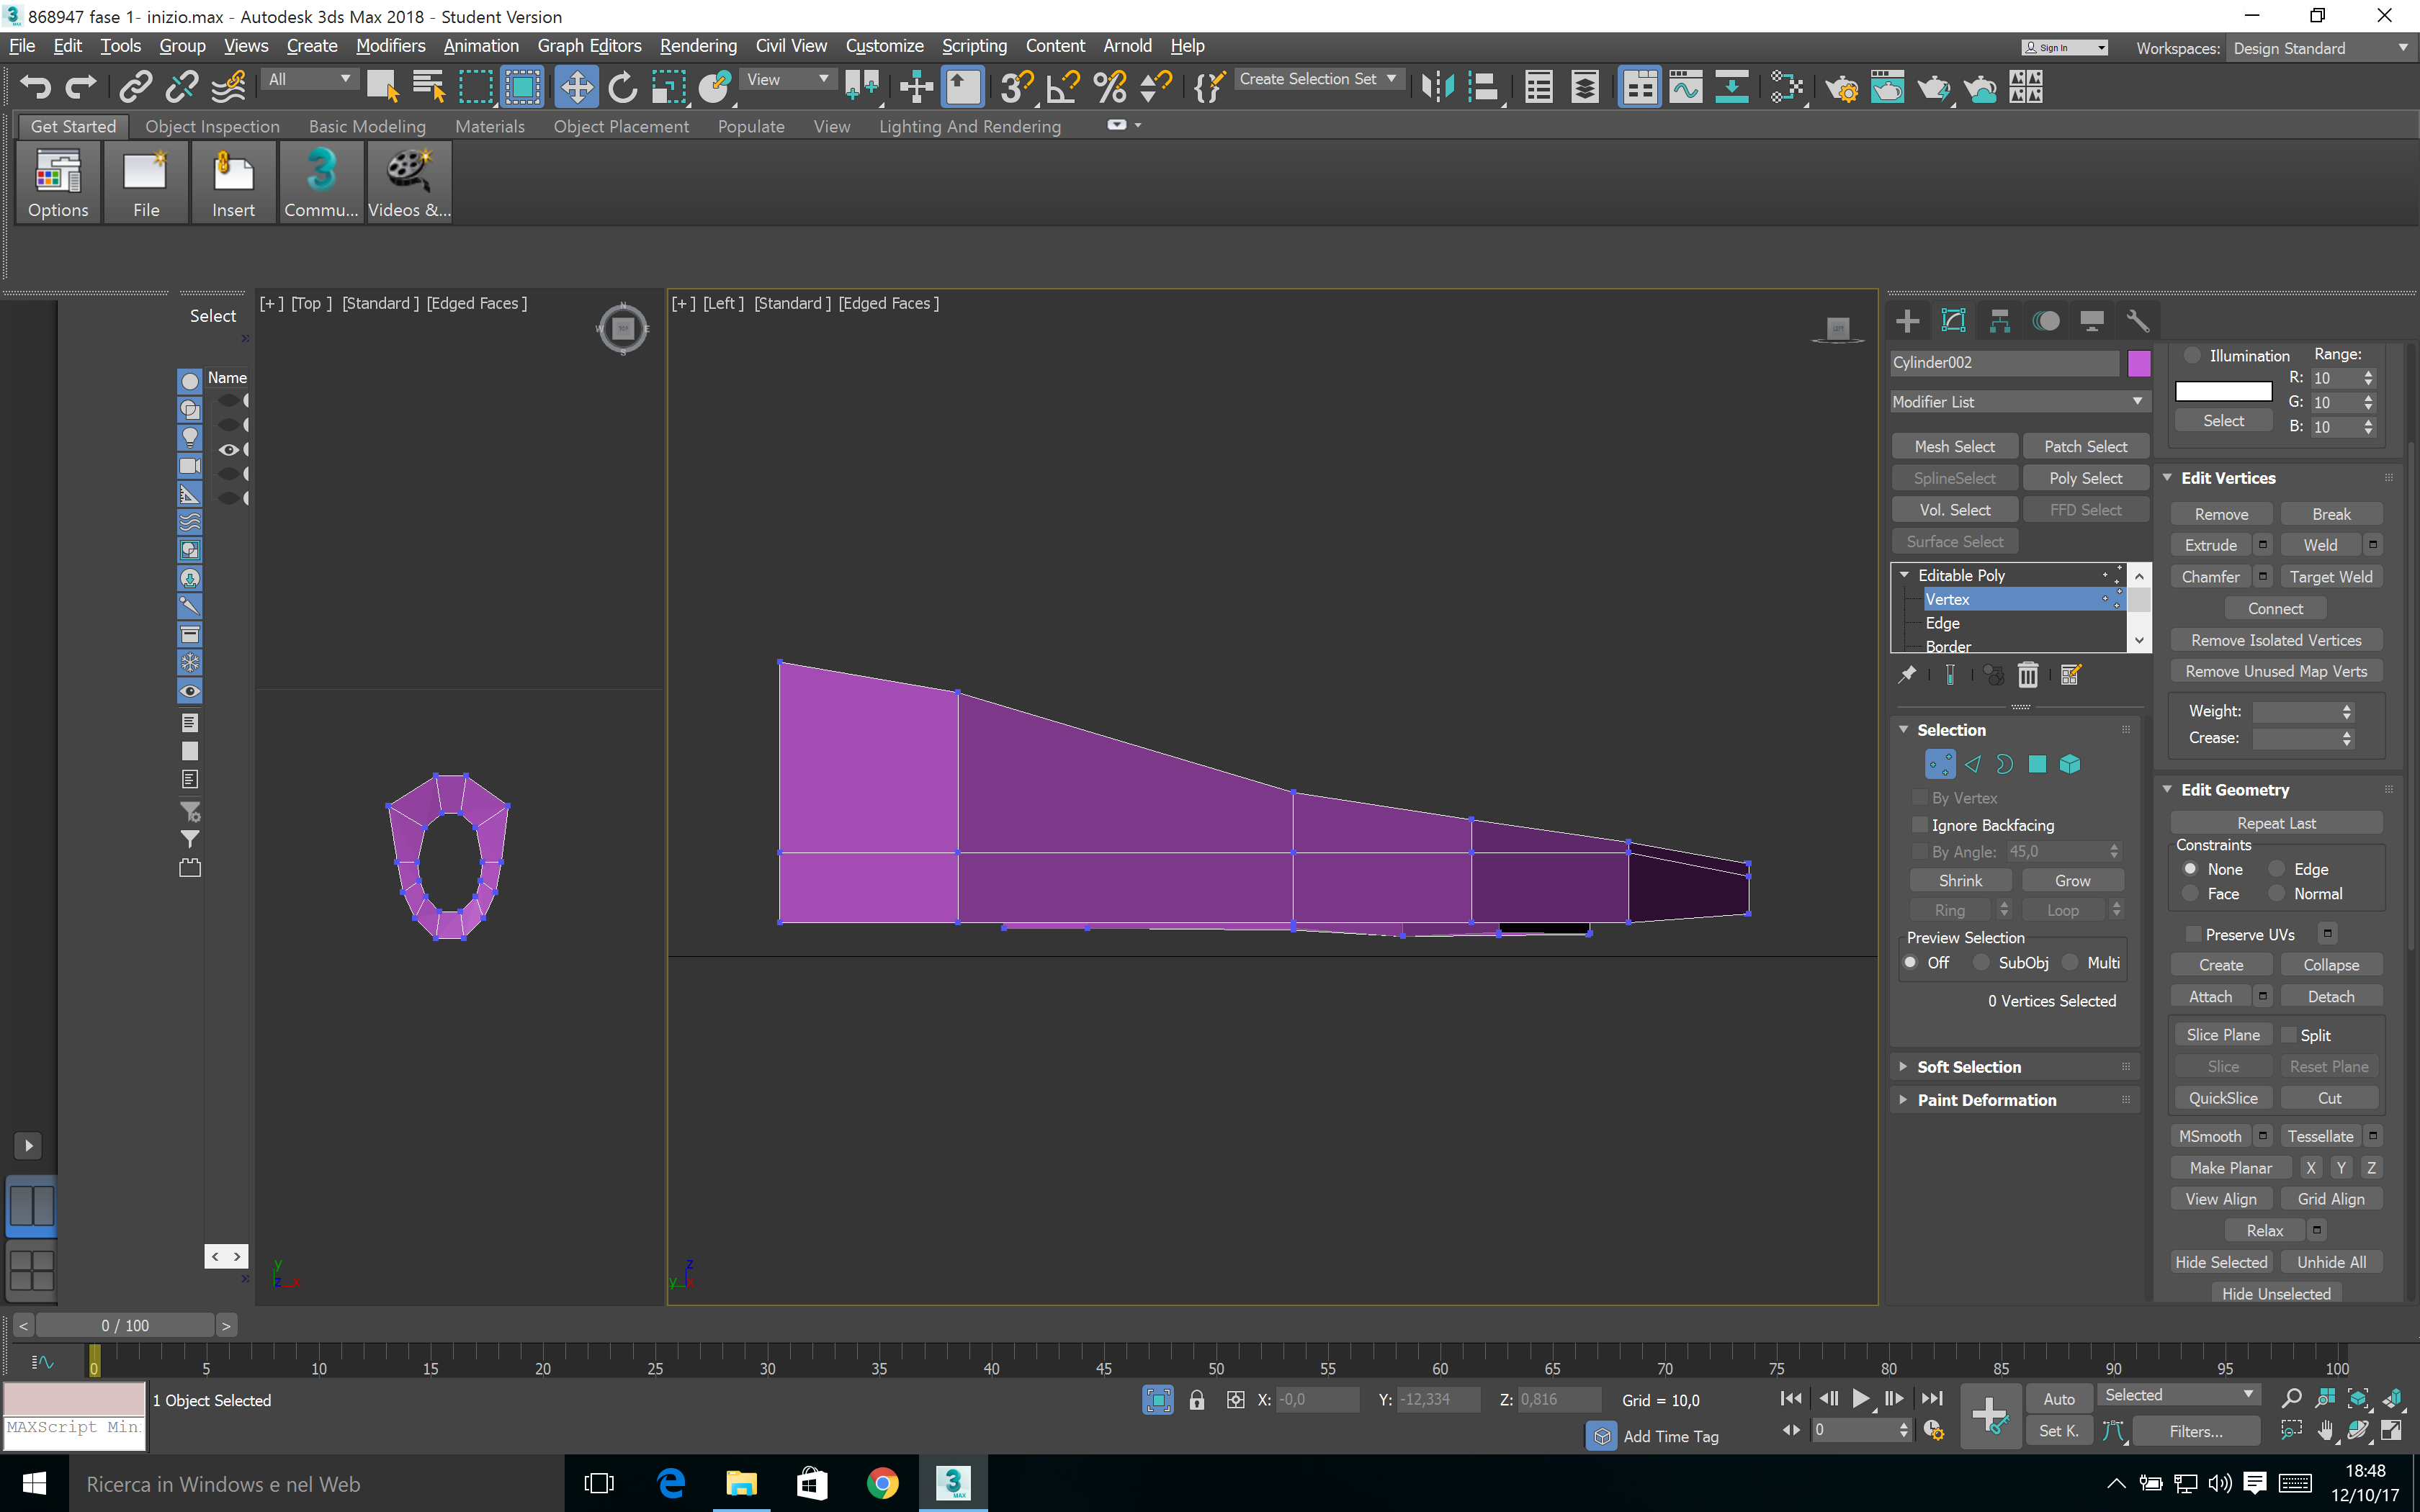 868947 fase 1- inizio.max - Autodesk 3ds Max 2018 - Student Version
File Edit Tools Group Views Create Modifiers Animation Graph Editors Rendering Civil View Customize Scripting Content Arnold Help
Sign In Workspaces: Design Standard
All View Create Selection Set
Get Started Object Inspection Basic Modeling Materials Object Placement Populate View Lighting And Rendering
Options File Insert Commu... Videos &...
Select
Name
[+] [Top ] [Standard ] [Edged Faces ]
N W E S TOP
[+] [Left ] [Standard ] [Edged Faces ]
LEFT
y z x
z y x
Cylinder002
Modifier List
Mesh Select Patch Select
SplineSelect Poly Select
Vol. Select FFD Select
Surface Select
Editable Poly
Vertex
Edge
Border
Selection
By Vertex
Ignore Backfacing
By Angle: 45,0
Shrink Grow
Ring Loop
Preview Selection
Off SubObj Multi
0 Vertices Selected
Soft Selection
Paint Deformation
Illumination Range:
R: 10
G: 10
Select B: 10
Edit Vertices
Remove Break
Extrude Weld
Chamfer Target Weld
Connect
Remove Isolated Vertices
Remove Unused Map Verts
Weight:
Crease:
Edit Geometry
Repeat Last
Constraints
None Edge
Face Normal
Preserve UVs
Create Collapse
Attach Detach
Slice Plane Split
Slice Reset Plane
QuickSlice Cut
MSmooth Tessellate
Make Planar X Y Z
View Align Grid Align
Relax
Hide Selected Unhide All
Hide Unselected
< 0 / 100 >
0 5 10 15 20 25 30 35 40 45 50 55 60 65 70 75 80 85 90 95 100
1 Object Selected X: -0,0 Y: -12,334 Z: 0,816 Grid = 10,0 Auto Selected
MAXScript Min
Add Time Tag 0 Set K. Filters...
Ricerca in Windows e nel Web
3 MAX
18:48
12/10/17